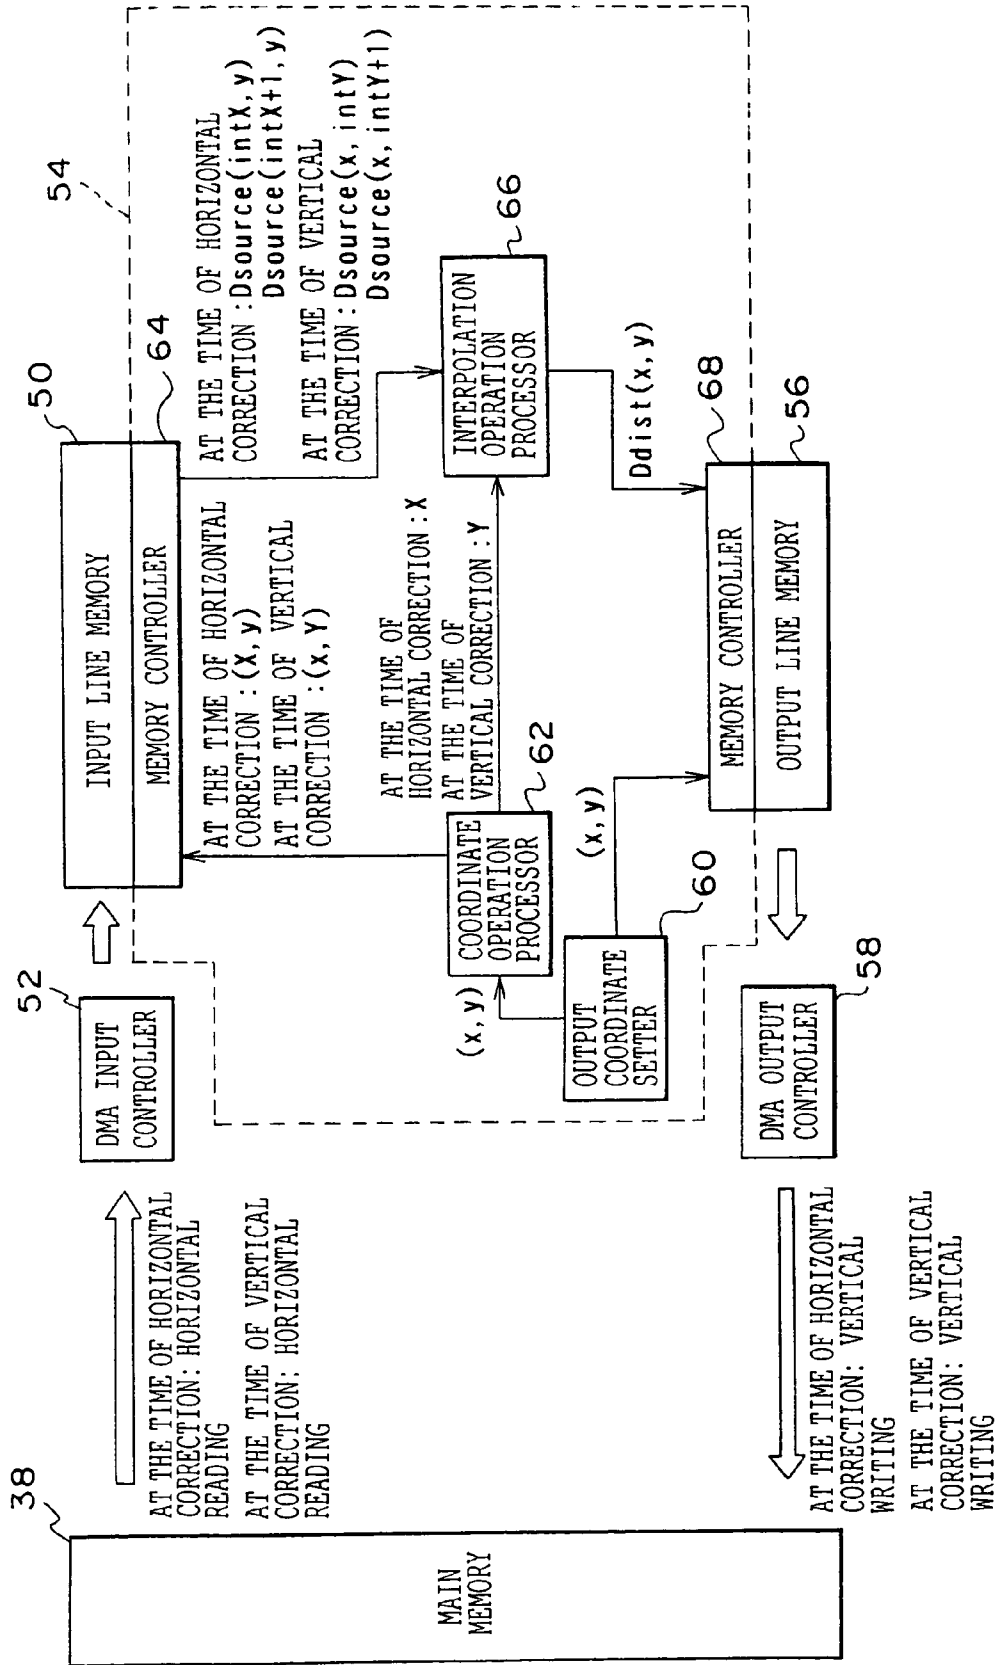 38
MAIN
MEMORY
AT THE TIME OF HORIZONTAL
CORRECTION: HORIZONTAL
READING
AT THE TIME OF VERTICAL
CORRECTION: HORIZONTAL
READING
52
DMA INPUT
CONTROLLER
50
INPUT LINE MEMORY
MEMORY CONTROLLER
64
54
AT THE TIME OF HORIZONTAL
CORRECTION :(X,y)
AT THE TIME OF VERTICAL
CORRECTION :(x,Y)
AT THE TIME OF HORIZONTAL
CORRECTION :Dsource(intX,y)
Dsource(intX+1,y)
AT THE TIME OF VERTICAL
CORRECTION :Dsource(x,intY)
Dsource(x,intY+1)
AT THE TIME OF
HORIZONTAL CORRECTION :X
AT THE TIME OF
VERTICAL CORRECTION :Y
(x,y)
COORDINATE
OPERATION
PROCESSOR
62
INTERPOLATION
OPERATION
PROCESSOR
66
OUTPUT
COORDINATE
SETTER
60
(x,y)
Ddist(x,y)
68
MEMORY CONTROLLER
OUTPUT LINE MEMORY
56
DMA OUTPUT
CONTROLLER
58
AT THE TIME OF HORIZONTAL
CORRECTION: VERTICAL
WRITING
AT THE TIME OF VERTICAL
CORRECTION: VERTICAL
WRITING